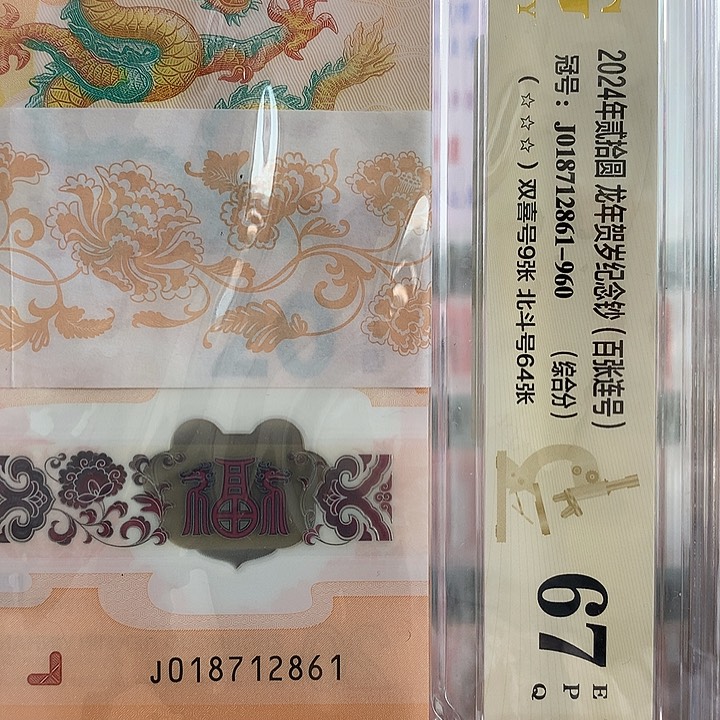 2024年贰拾圆 龙年贺岁纪念钞（百张连号）
冠号：J018712861-960 （综合分）
（☆☆☆）双喜号9张 北斗号64张
67
EPQ
福
J018712861